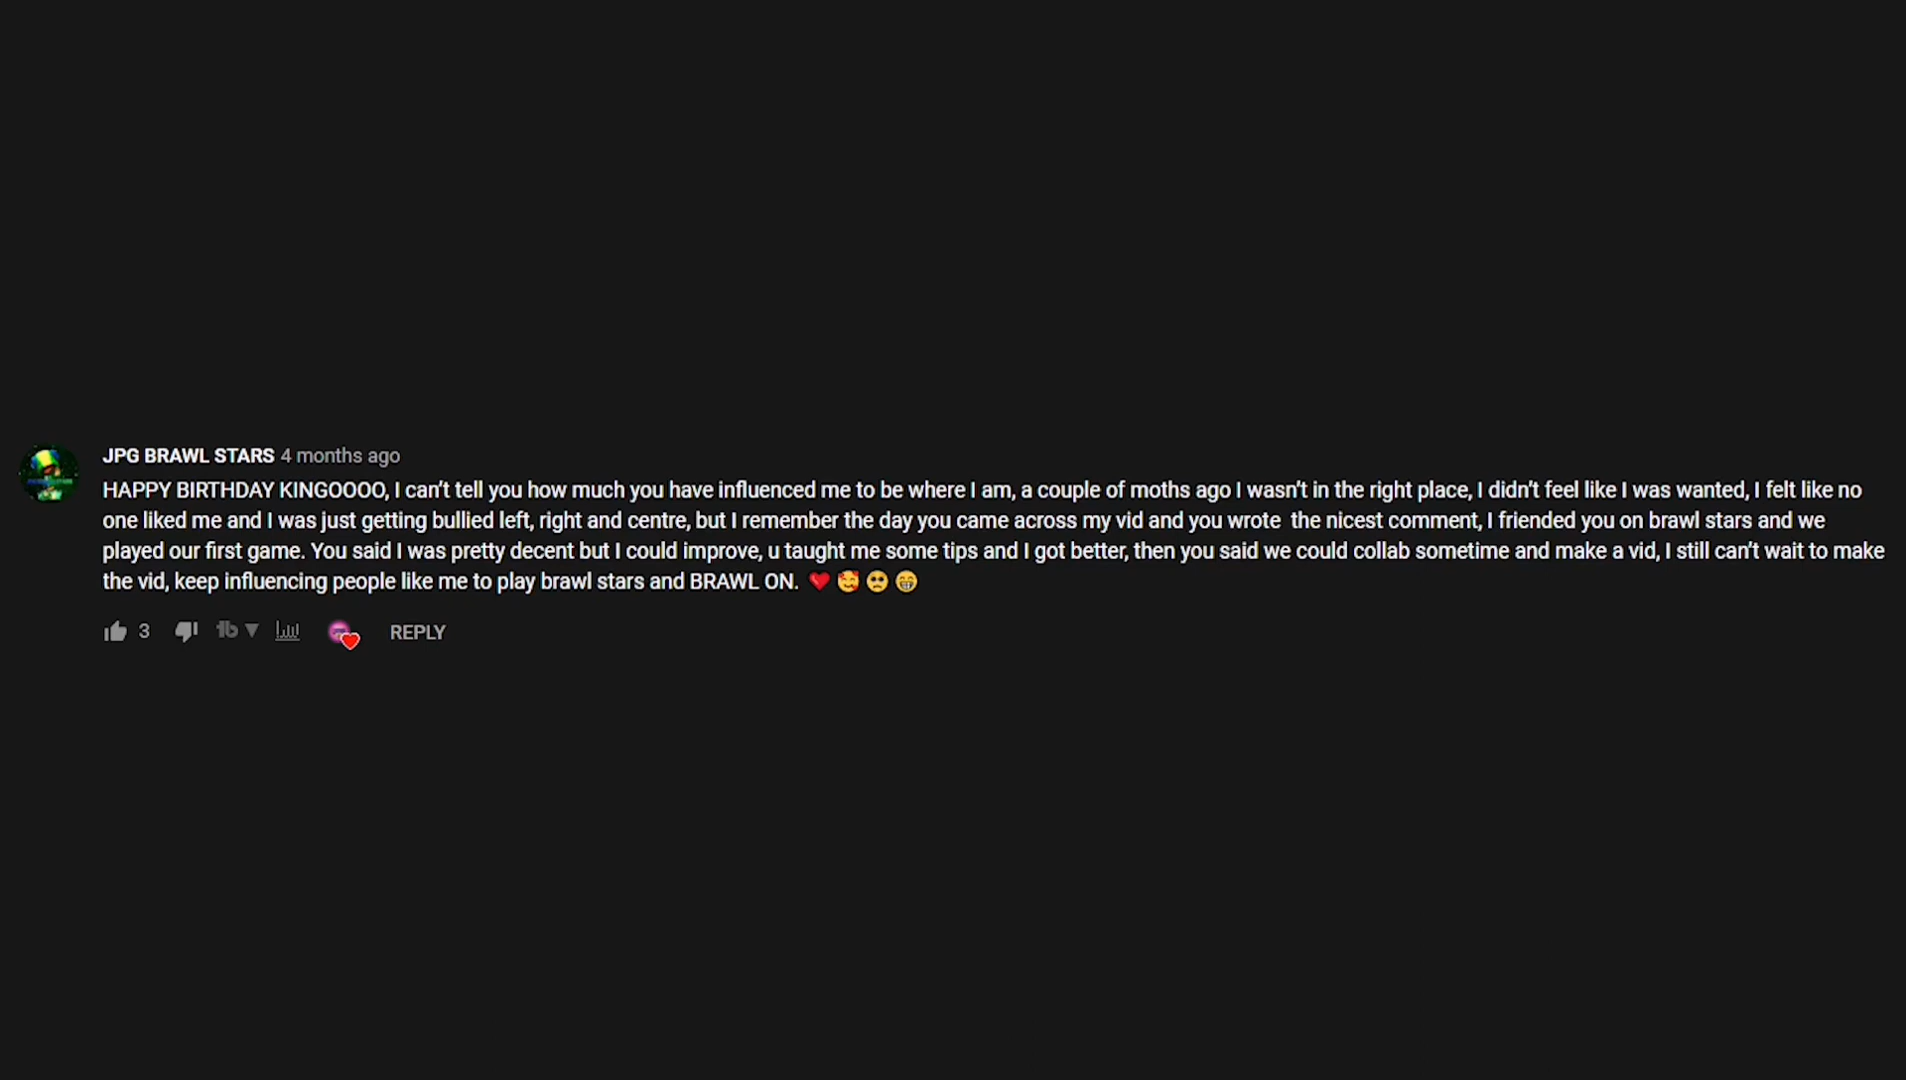 JPG BRAWL STARS 4 months ago
HAPPY BIRTHDAY KINGOOOO, I can't tell you how much you have influenced me to be where I am, a couple of moths ago I wasn't in the right place, I didn't feel like I was wanted, I felt like no
one liked me and I was just getting bullied left, right and centre, but I remember the day you came across my vid and you wrote  the nicest comment, I friended you on brawl stars and we
played our first game. You said I was pretty decent but I could improve, u taught me some tips and I got better, then you said we could collab sometime and make a vid, I still can't wait to make
the vid, keep influencing people like me to play brawl stars and BRAWL ON. ❤️ 🥰 🥺 😁
3 REPLY